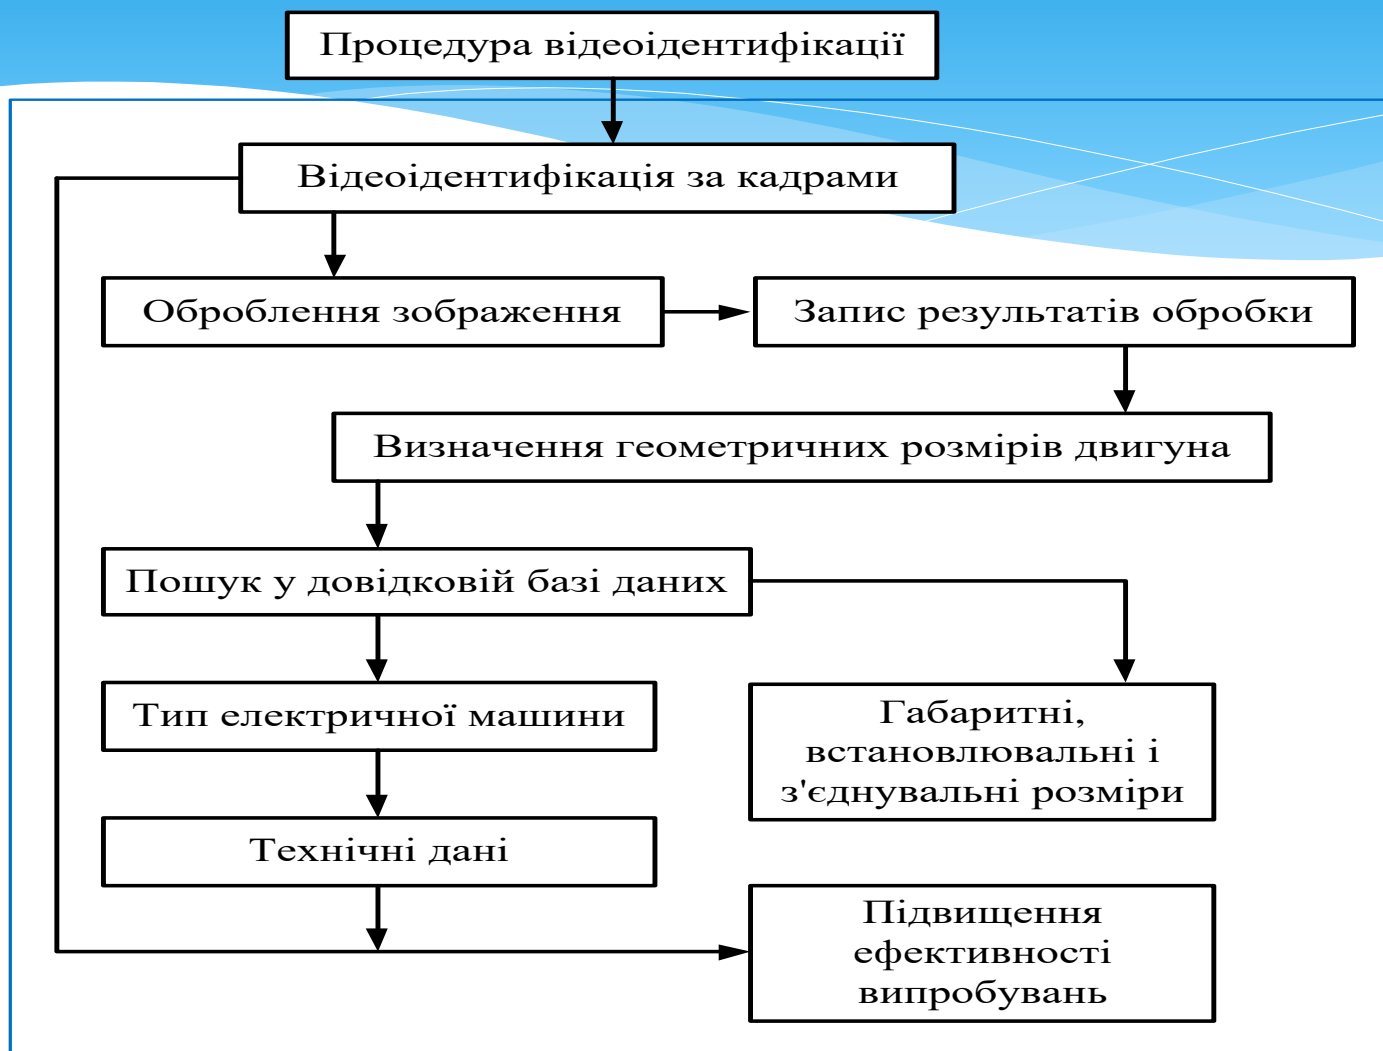 Процедура відеоідентифікації
Відеоідентифікація за кадрами
Оброблення зображення
Запис результатів обробки
Визначення геометричних розмірів двигуна
Пошук у довідковій базі даних
Тип електричної машини
Габаритні,
встановлювальні і
з'єднувальні розміри
Технічні дані
Підвищення
ефективності
випробувань